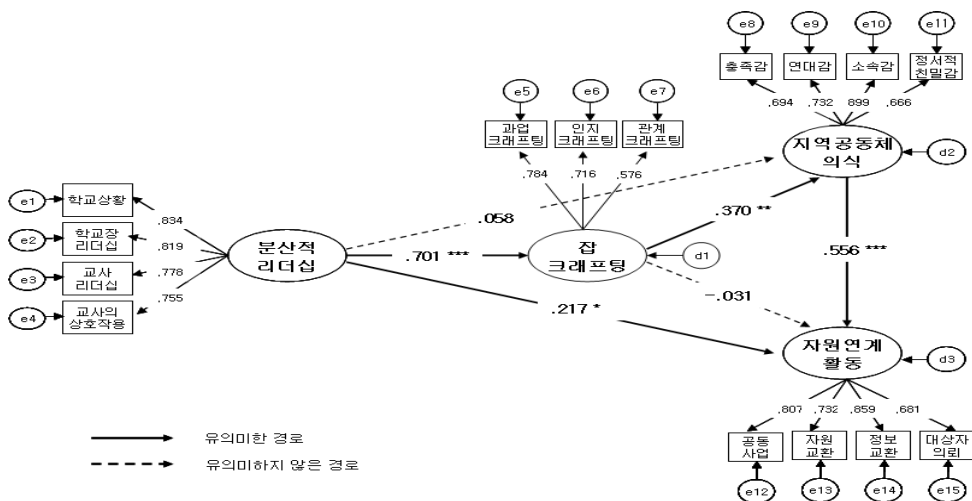 e8
e9
e10
e11
충족감
연대감
소속감
정서적
친밀감
.694
.732
899
.666
e5
e6
e7
과업
크래프팅
인지
크래프팅
관계
크래프팅
.784
.716
.576
지역공동체
의식
d2
e1
학교상황
.834
e2
학교장
리더십
.819
e3
교사
리더십
.778
e4
교사의
상호작용
.755
분산적
리더십
.058
.701 ***
잡
크래프팅
d1
.370 **
.556 ***
.217 *
-.031
자원연계
활동
d3
.807
.732
.859
.681
공동
사업
자원
교환
정보
교환
대상자
의뢰
e12
e13
e14
e15
유의미한 경로
유의미하지 않은 경로